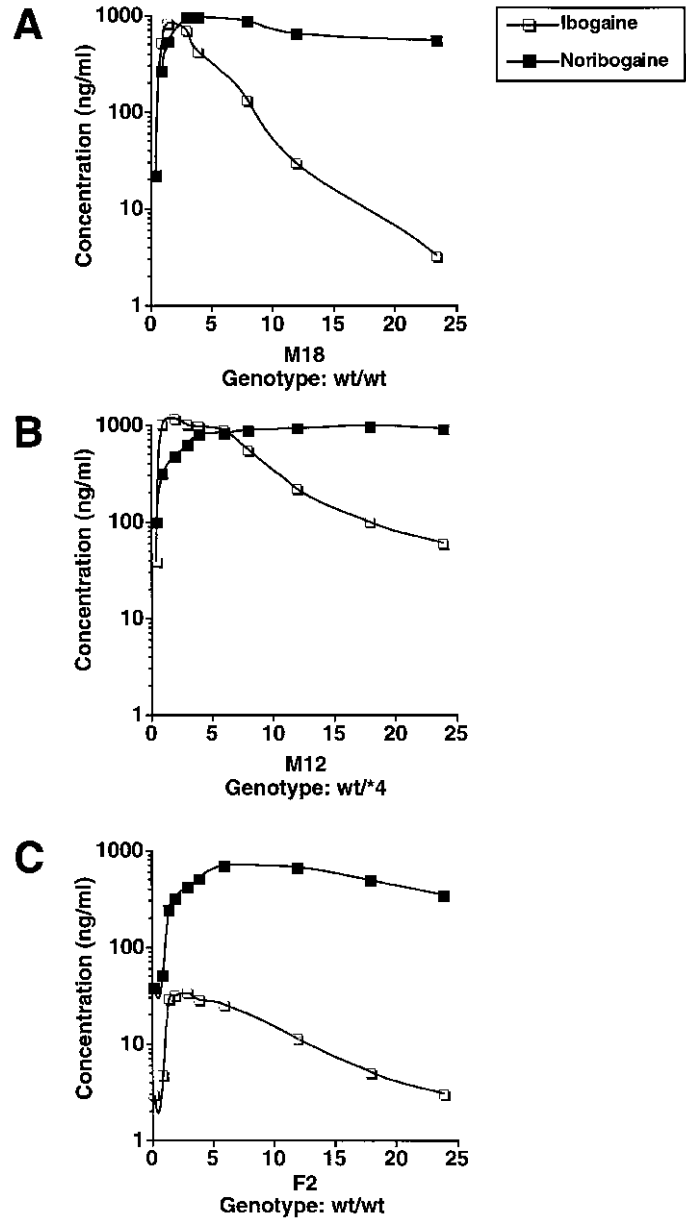 A
Concentration (ng/ml)
1000
100
10
1
0 5 10 15 20 25
M18
Genotype: wt/wt
Ibogaine
Noribogaine
B
Concentration (ng/ml)
1000
100
10
1
0 5 10 15 20 25
M12
Genotype: wt/*4
C
Concentration (ng/ml)
1000
100
10
1
0 5 10 15 20 25
F2
Genotype: wt/wt